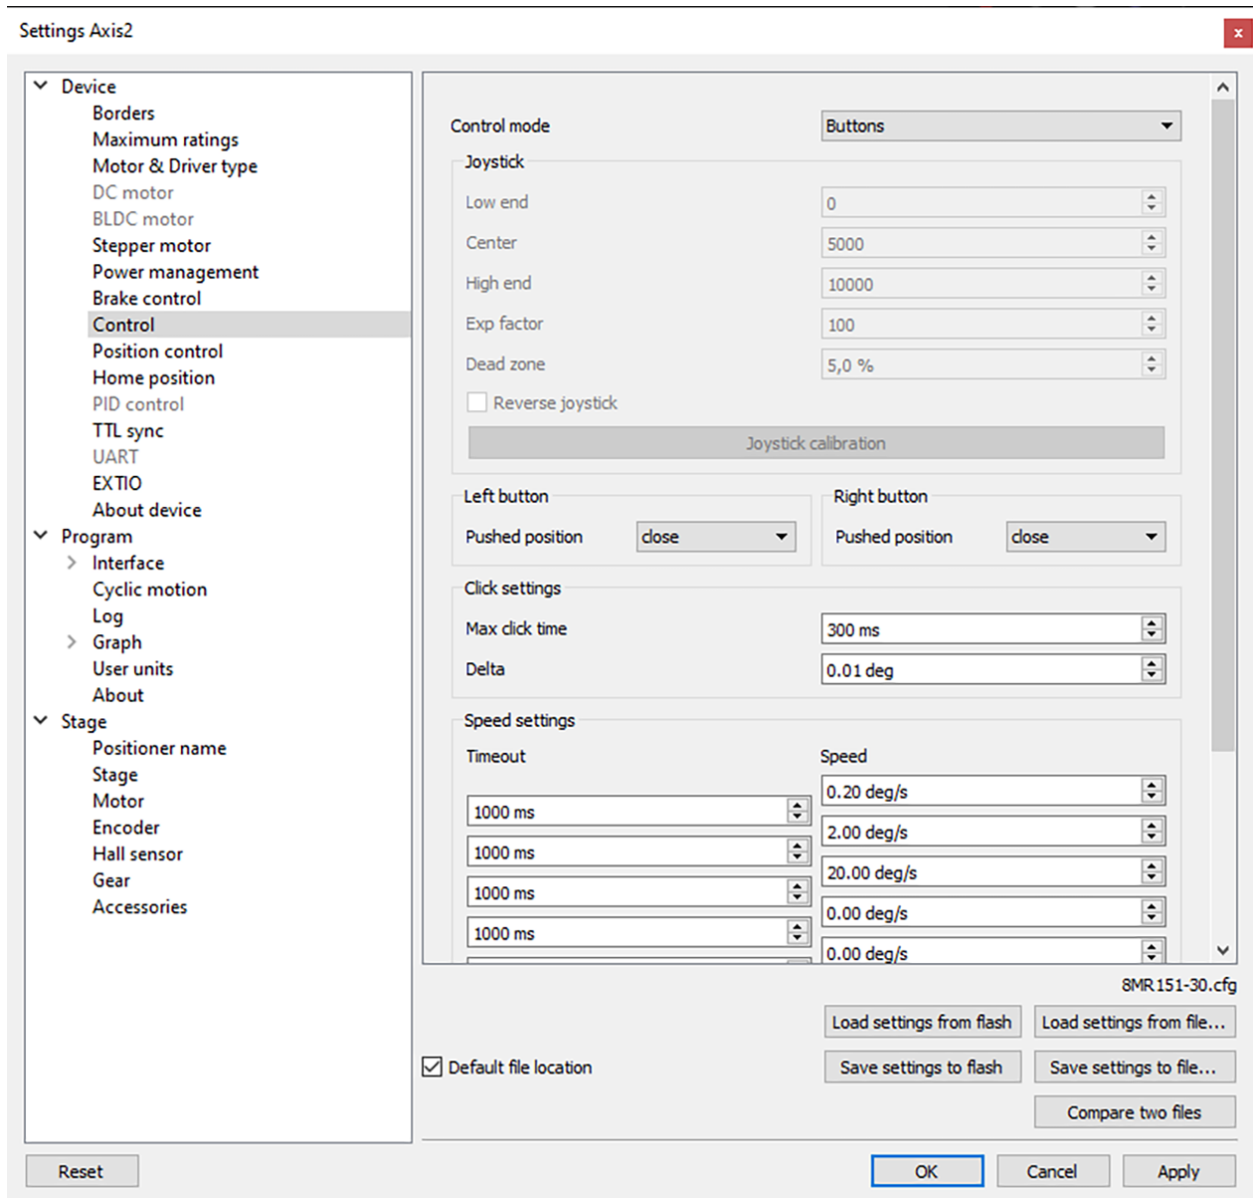 Settings Axis2
x
Device
Borders
Maximum ratings
Motor & Driver type
DC motor
BLDC motor
Stepper motor
Power management
Brake control
Control
Position control
Home position
PID control
TTL sync
UART
EXTIO
About device
Program
Interface
Cyclic motion
Log
Graph
User units
About
Stage
Positioner name
Stage
Motor
Encoder
Hall sensor
Gear
Accessories
Control mode Buttons
Joystick
Low end 0
Center 5000
High end 10000
Exp factor 100
Dead zone 5,0 %
Reverse joystick
Joystick calibration
Left button Right button
Pushed position close Pushed position close
Click settings
Max click time 300 ms
Delta 0.01 deg
Speed settings
Timeout Speed
0.20 deg/s
1000 ms
2.00 deg/s
1000 ms
20.00 deg/s
1000 ms
0.00 deg/s
1000 ms
0.00 deg/s
8MR151-30.cfg
Load settings from flash Load settings from file...
Default file location Save settings to flash Save settings to file...
Compare two files
Reset OK Cancel Apply